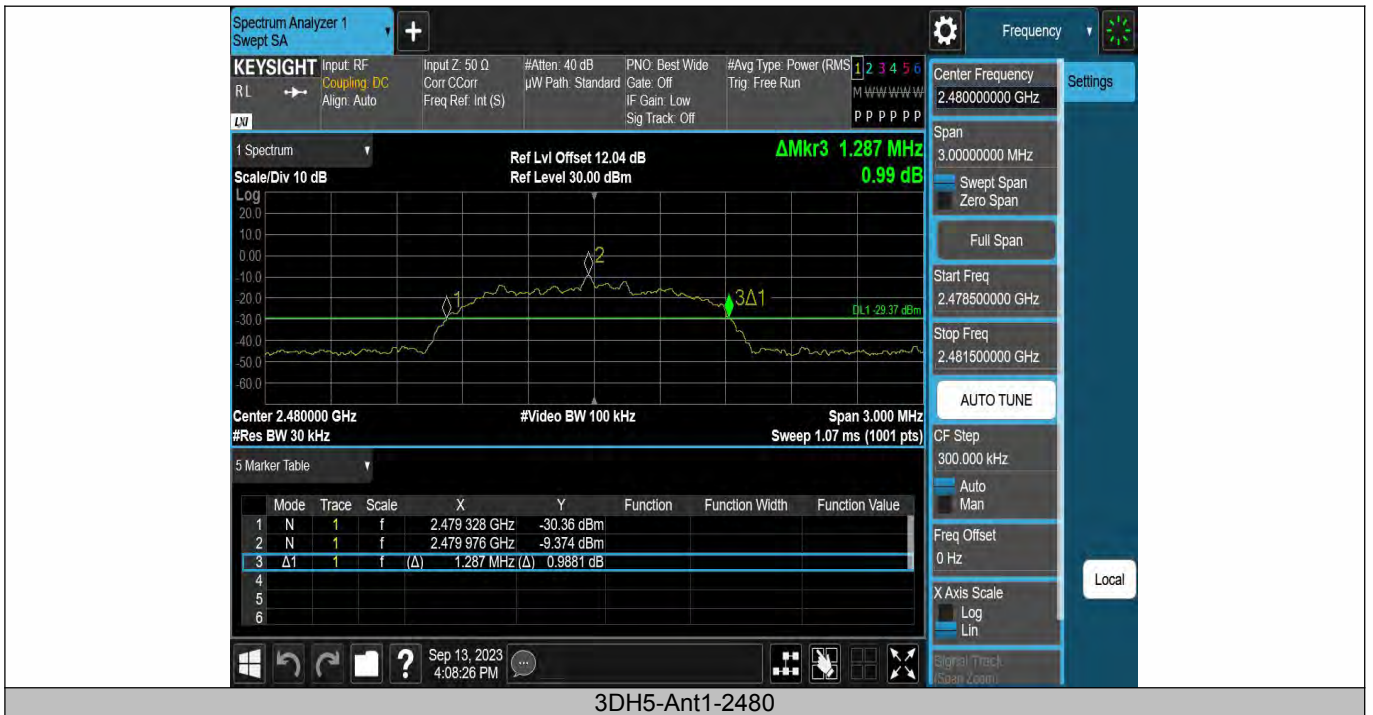 Spectrum Analyzer 1
Swept SA
+
Frequency
KEYSIGHT
RL
LXI
Input: RF
Coupling: DC
Align: Auto
Input Z: 50 Ω
Corr CCorr
Freq Ref: Int (S)
#Atten: 40 dB
µW Path: Standard
PNO: Best Wide
Gate: Off
IF Gain: Low
Sig Track: Off
#Avg Type: Power (RMS
Trig: Free Run
1 2 3 4 5 6
M W W W W W
P P P P P P
Center Frequency
2.480000000 GHz
Settings
Span
3.00000000 MHz
Swept Span
Zero Span
Full Span
Start Freq
2.478500000 GHz
Stop Freq
2.481500000 GHz
AUTO TUNE
CF Step
300.000 kHz
Auto
Man
Freq Offset
0 Hz
X Axis Scale
Log
Lin
Signal Track
(Span Zoom)
Local
1 Spectrum
Scale/Div 10 dB
Ref Lvl Offset 12.04 dB
Ref Level 30.00 dBm
ΔMkr3 1.287 MHz
0.99 dB
Log
20.0
10.0
0.00
-10.0
-20.0
-30.0
-40.0
-50.0
-60.0
1
2
3Δ1
DL1 -29.37 dBm
Center 2.480000 GHz
#Video BW 100 kHz
Span 3.000 MHz
#Res BW 30 kHz
Sweep 1.07 ms (1001 pts)
5 Marker Table
Mode Trace Scale X Y Function Function Width Function Value
1 N 1 f 2.479 328 GHz -30.36 dBm
2 N 1 f 2.479 976 GHz -9.374 dBm
3 Δ1 1 f (Δ) 1.287 MHz (Δ) 0.9881 dB
4
5
6
?
Sep 13, 2023
4:08:26 PM
3DH5-Ant1-2480